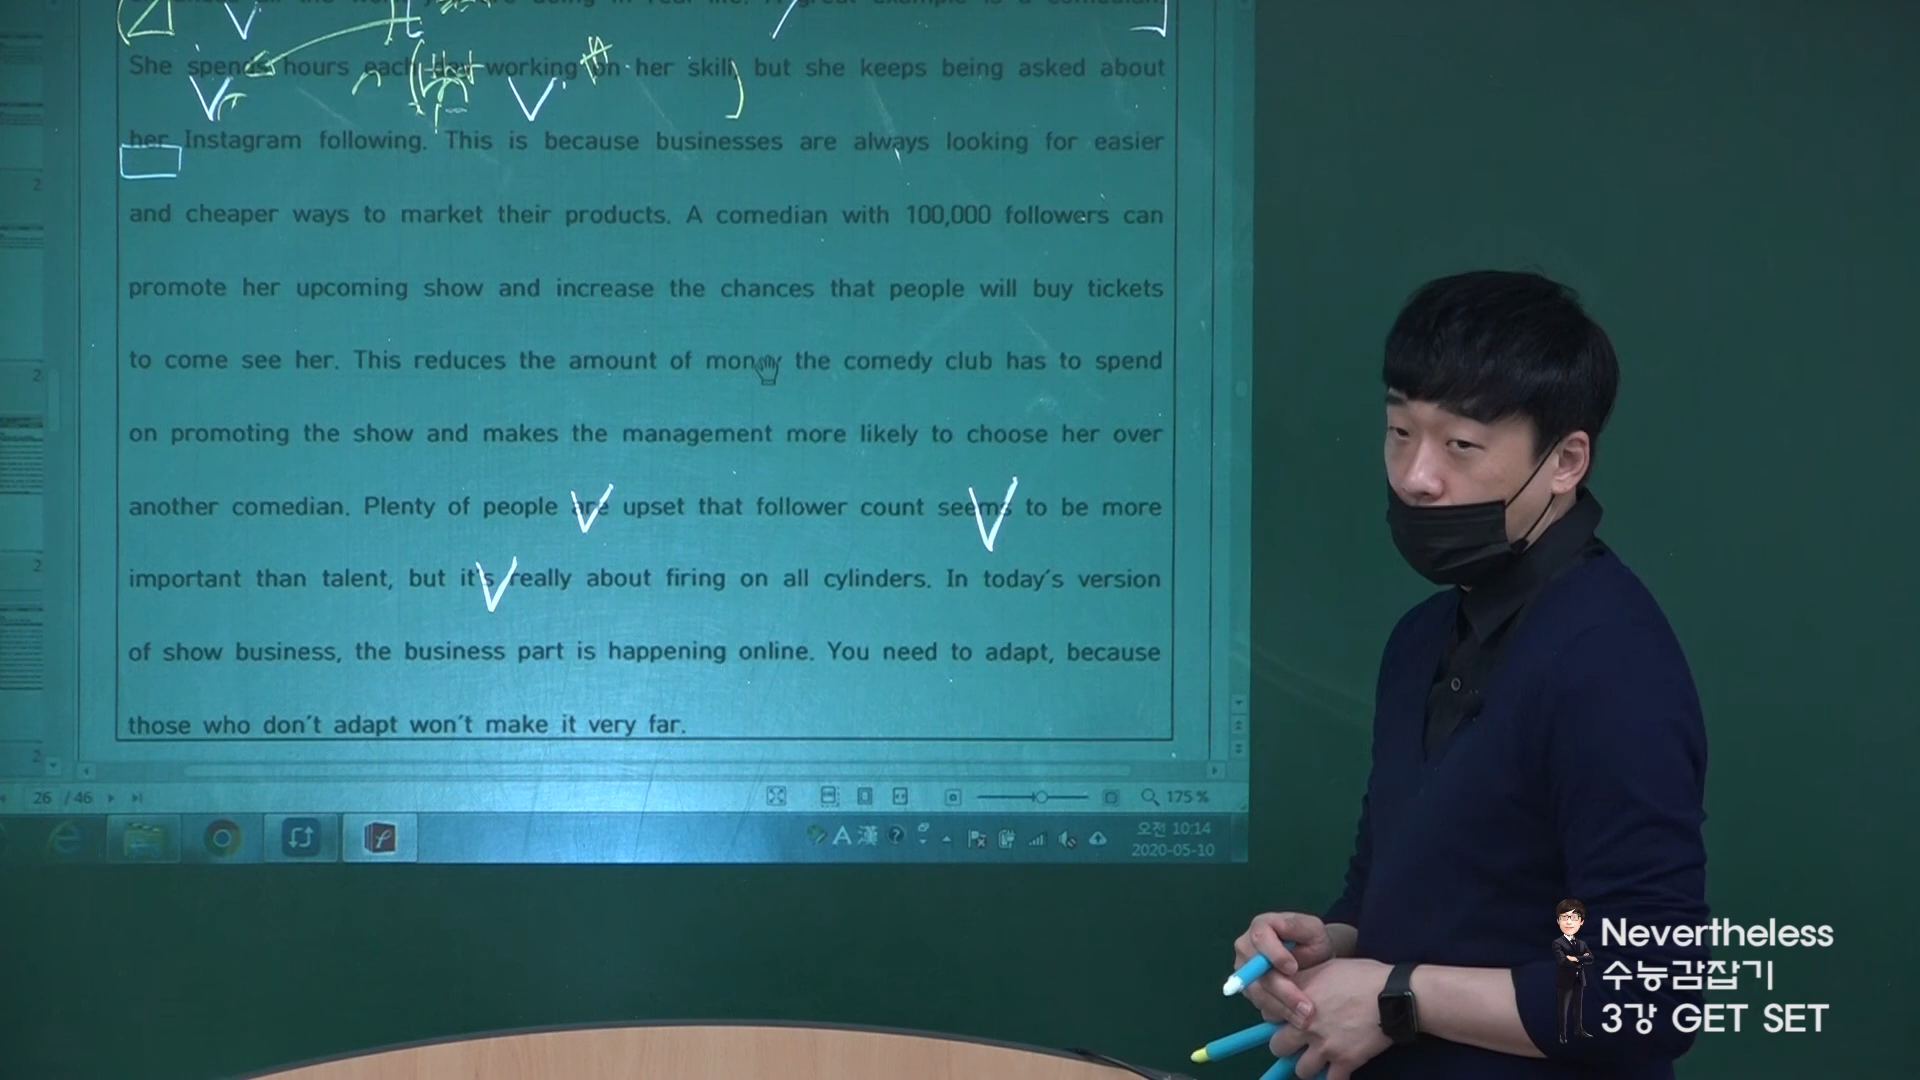 She spends hours each day working on her skill, but she keeps being asked about
her Instagram following. This is because businesses are always looking for easier
and cheaper ways to market their products. A comedian with 100,000 followers can
promote her upcoming show and increase the chances that people will buy tickets
to come see her. This reduces the amount of money the comedy club has to spend
on promoting the show and makes the management more likely to choose her over
another comedian. Plenty of people are upset that follower count seems to be more
important than talent, but it's really about firing on all cylinders. In today's version
of show business, the business part is happening online. You need to adapt, because
those who don't adapt won't make it very far.
26 / 46
175 %
A 漢
오전 10:14
2020-05-10
Nevertheless
수능감잡기
3강 GET SET